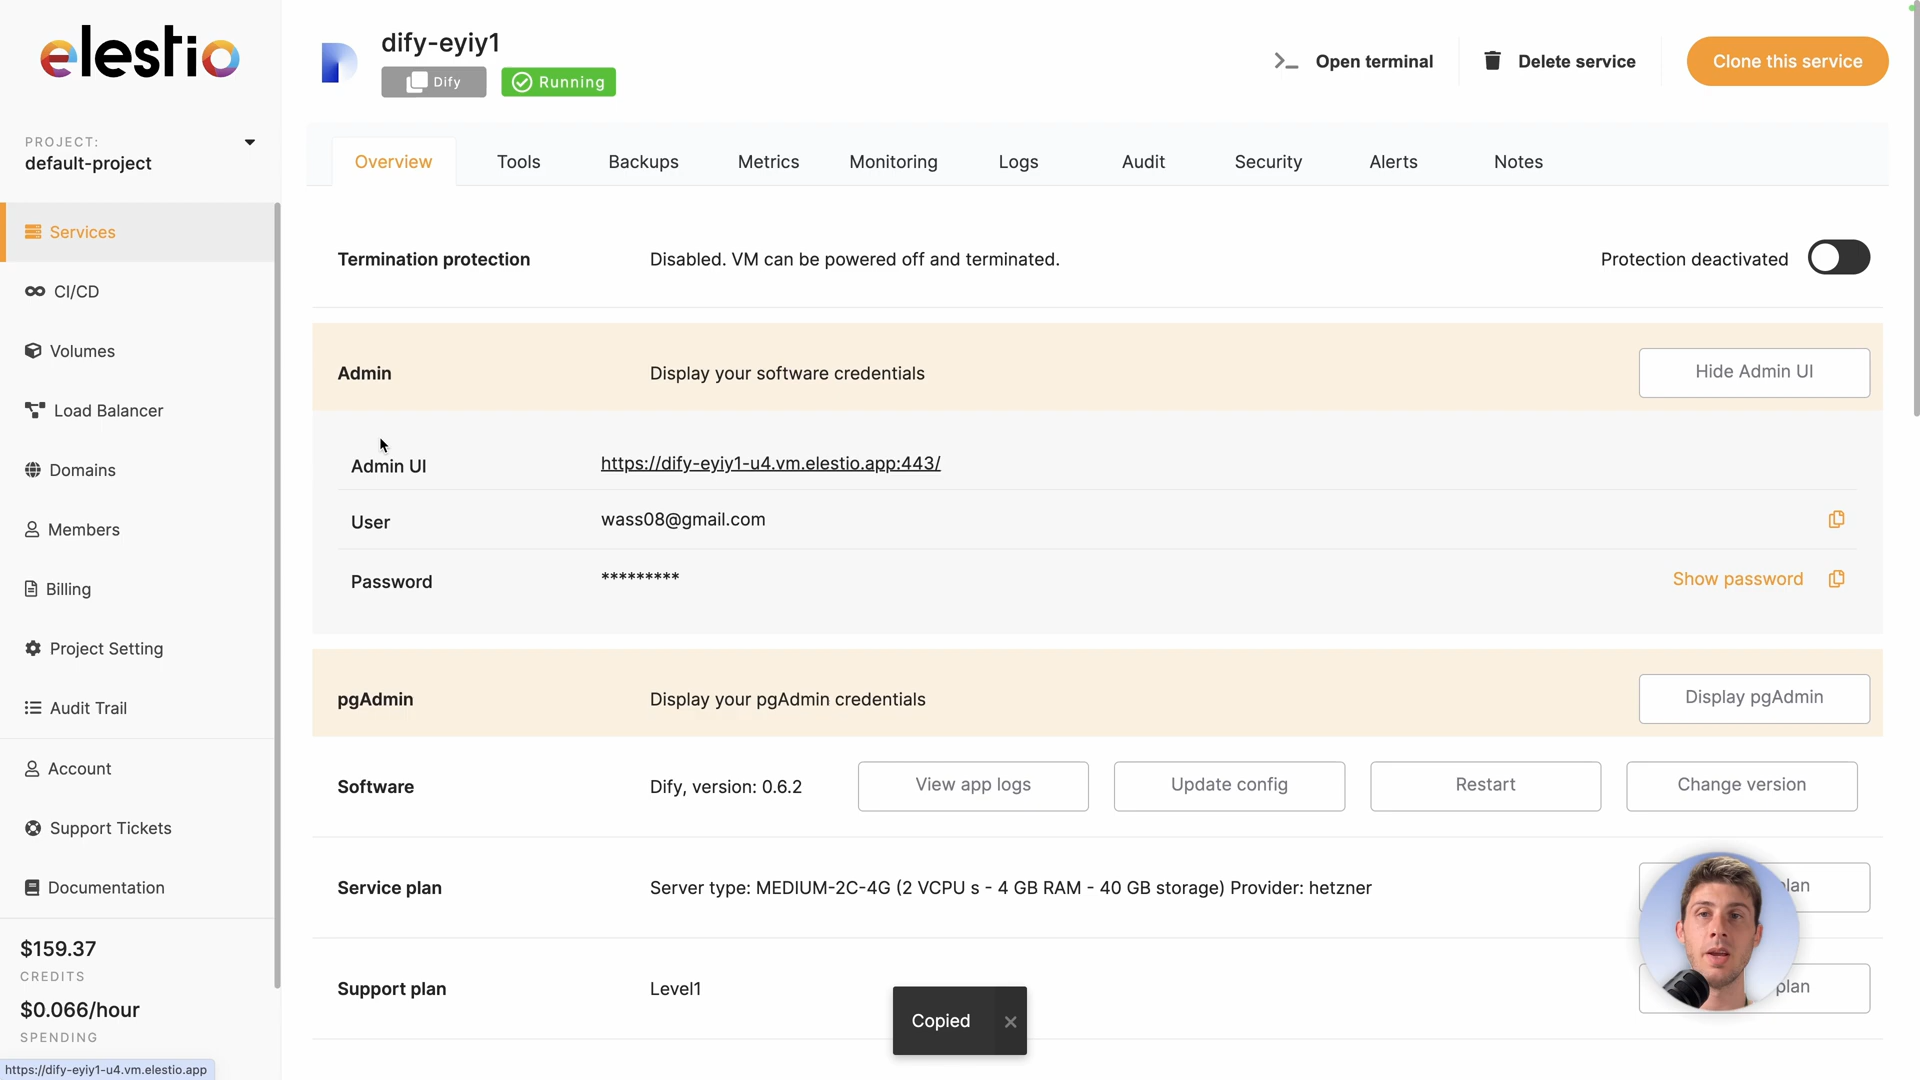 elestio
PROJECT:
default-project
Services
CI/CD
Volumes
Load Balancer
Domains
Members
Billing
Project Setting
Audit Trail
Account
Support Tickets
Documentation
$159.37
CREDITS
$0.066/hour
SPENDING
https://dify-eyiy1-u4.vm.elestio.app
dify-eyiy1
Dify
Running
Open terminal
Delete service
Clone this service
Overview
Tools
Backups
Metrics
Monitoring
Logs
Audit
Security
Alerts
Notes
Termination protection
Disabled. VM can be powered off and terminated.
Protection deactivated
Admin
Display your software credentials
Hide Admin UI
Admin UI
https://dify-eyiy1-u4.vm.elestio.app:443/
User
wass08@gmail.com
Password
*********
Show password
pgAdmin
Display your pgAdmin credentials
Display pgAdmin
Software
Dify, version: 0.6.2
View app logs
Update config
Restart
Change version
Service plan
Server type: MEDIUM-2C-4G (2 VCPU s - 4 GB RAM - 40 GB storage) Provider: hetzner
Support plan
Level1
plan
Copied